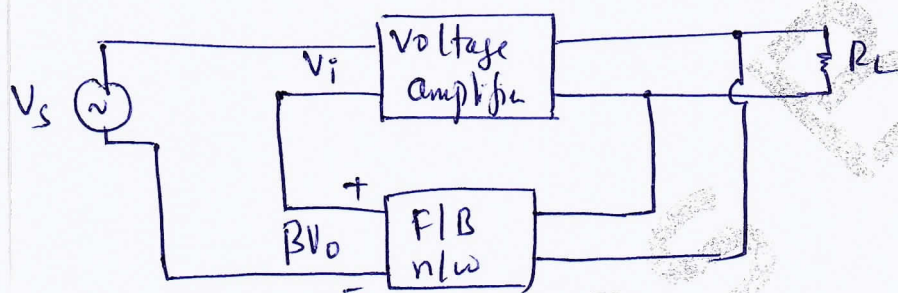 Voltage
amplifier
Vi
Vs
RL
+
βVo
-
F/B
n/w